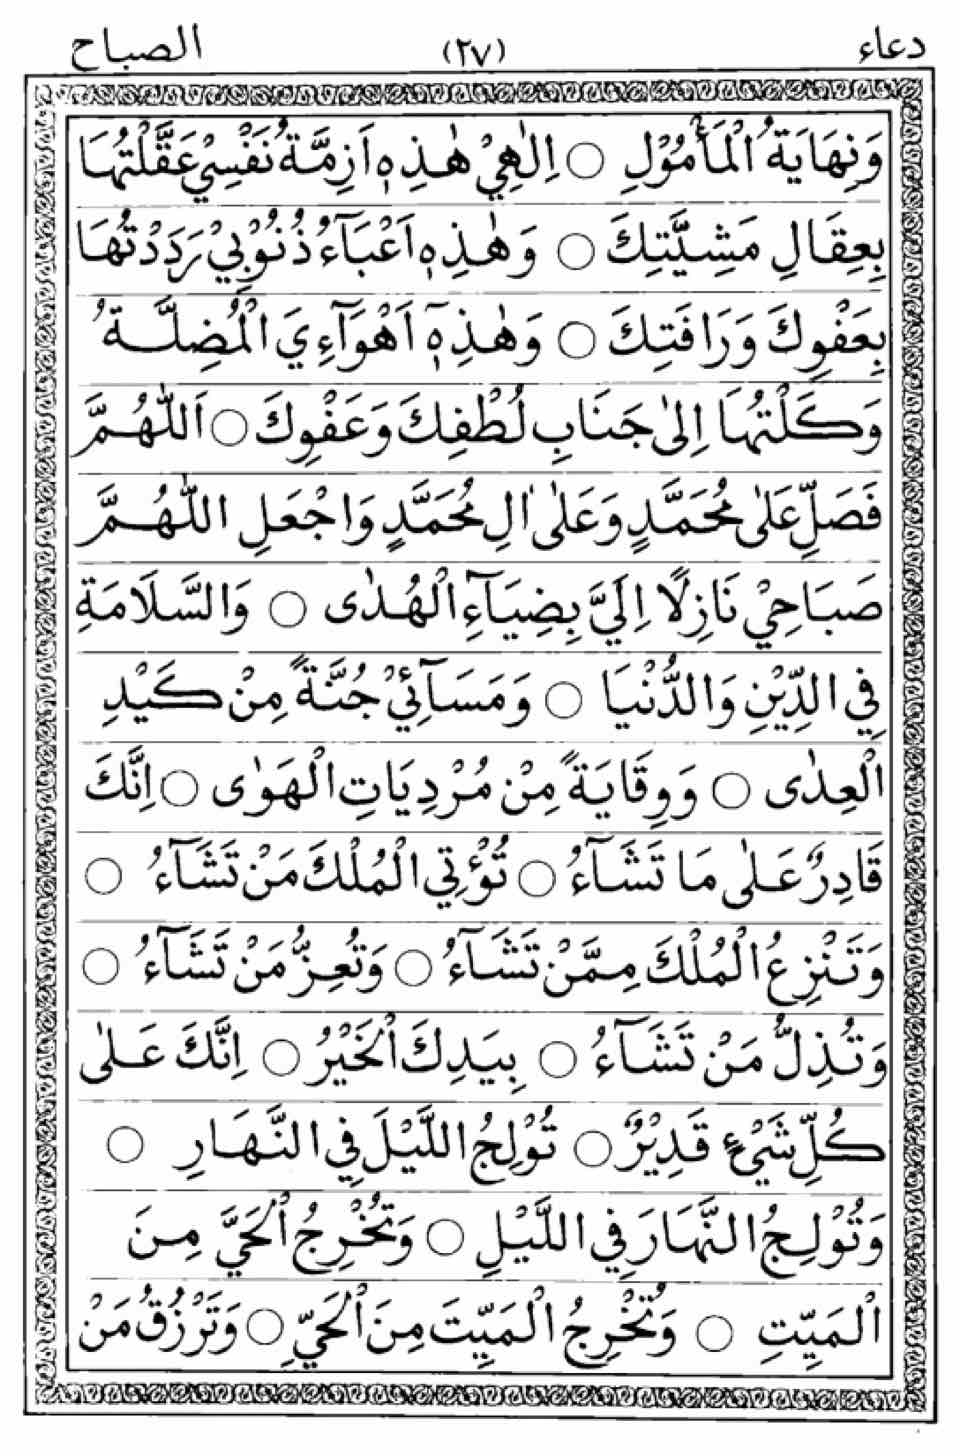 دعاء (٢٧) الصباح
وَنِهَايَةُ الْمَأْمُوْلِ ○ اِلٰهِيْ هٰذِهٖ اَزِمَّةُ نَفْسِيْ عَقَّلْتُهَا
بِعِقَالِ مَشِيَّتِكَ ○ وَهٰذِهٖ اَعْبَآءُ ذُنُوْبِيْ رَدَدْتُهَا
بِعَفْوِكَ وَرَافَتِكَ ○ وَهٰذِهٖٓ اَهْوَآءِيَ الْمُضِلَّةُ
وَكَلْتُهَا اِلٰى جَنَابِ لُطْفِكَ وَعَفْوِكَ ○ اَللّٰهُمَّ
فَصَلِّ عَلٰى مُحَمَّدٍ وَعَلٰى اٰلِ مُحَمَّدٍ وَاجْعَلِ اللّٰهُمَّ
صَبَاحِيْ نَازِلًا اِلَيَّ بِضِيَآءِ الْهُدٰى ○ وَالسَّلَامَةِ
فِي الدِّيْنِ وَالدُّنْيَا ○ وَمَسَآئِيْ جُنَّةً مِنْ كَيْدِ
الْعِدٰى ○ وَوِقَايَةً مِنْ مُرْدِيَاتِ الْهَوٰى ○ اِنَّكَ
قَادِرٌ عَلٰى مَا تَشَآءُ ○ تُؤْتِي الْمُلْكَ مَنْ تَشَآءُ ○
وَتَنْزِعُ الْمُلْكَ مِمَّنْ تَشَآءُ ○ وَتُعِزُّ مَنْ تَشَآءُ ○
وَتُذِلُّ مَنْ تَشَآءُ ○ بِيَدِكَ الْخَيْرُ ○ اِنَّكَ عَلٰى
كُلِّ شَيْءٍ قَدِيْرٌ ○ تُوْلِجُ اللَّيْلَ فِي النَّهَارِ ○
وَتُوْلِجُ النَّهَارَ فِي اللَّيْلِ ○ وَتُخْرِجُ الْحَيَّ مِنَ
الْمَيِّتِ ○ وَتُخْرِجُ الْمَيِّتَ مِنَ الْحَيِّ ○ وَتَرْزُقُ مَنْ